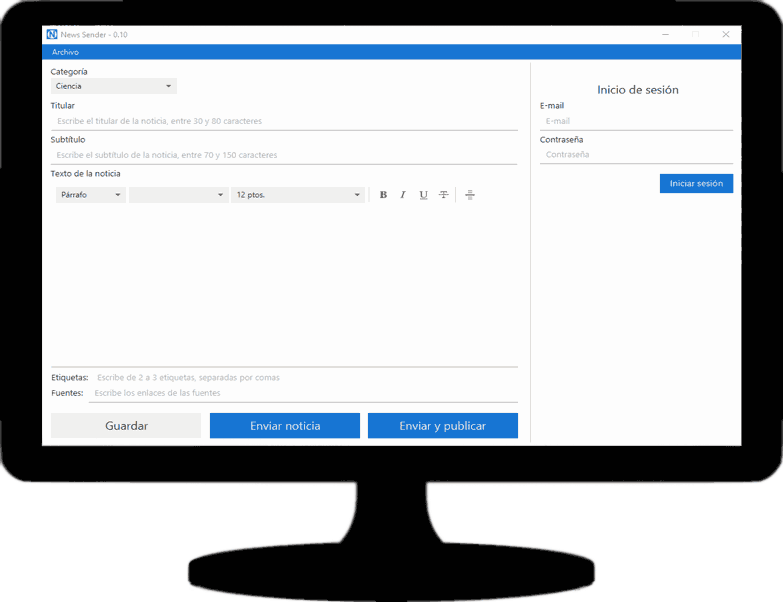 News Sender - 0.10
Archivo
Categoría
Ciencia
Titular
Escribe el titular de la noticia, entre 30 y 80 caracteres
Subtítulo
Escribe el subtítulo de la noticia, entre 70 y 150 caracteres
Texto de la noticia
Párrafo
12 ptos.
B I U T
Etiquetas: Escribe de 2 a 3 etiquetas, separadas por comas
Fuentes: Escribe los enlaces de las fuentes
Guardar
Enviar noticia
Enviar y publicar
Inicio de sesión
E-mail
E-mail
Contraseña
Contraseña
Iniciar sesión